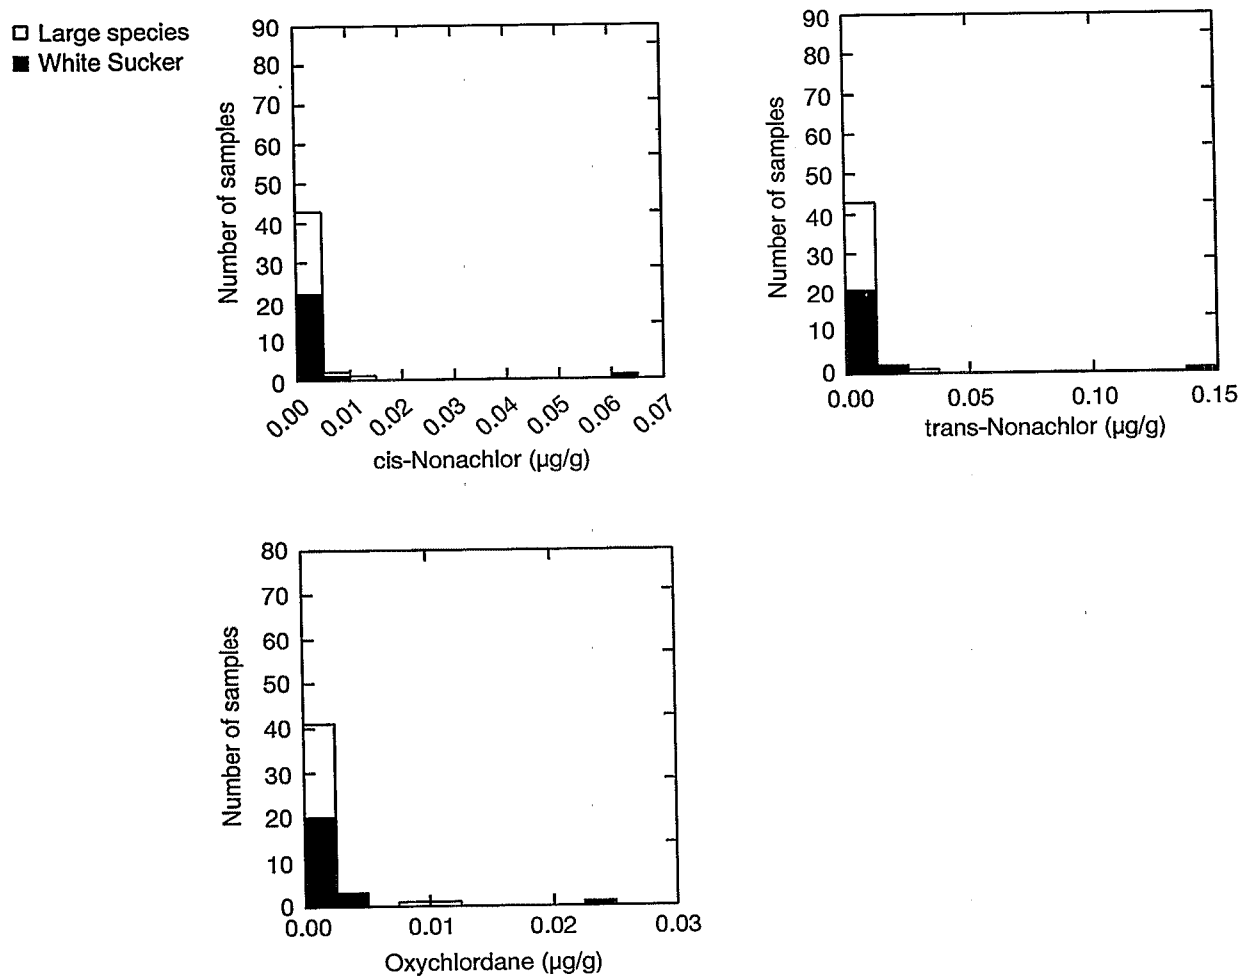 Large species
White Sucker
90
80
70
60
50
40
30
20
10
0
Number of samples
0.00 0.01 0.02 0.03 0.04 0.05 0.06 0.07
cis-Nonachlor (µg/g)
90
80
70
60
50
40
30
20
10
0
Number of samples
0.00 0.05 0.10 0.15
trans-Nonachlor (µg/g)
80
70
60
50
40
30
20
10
0
Number of samples
0.00 0.01 0.02 0.03
Oxychlordane (µg/g)